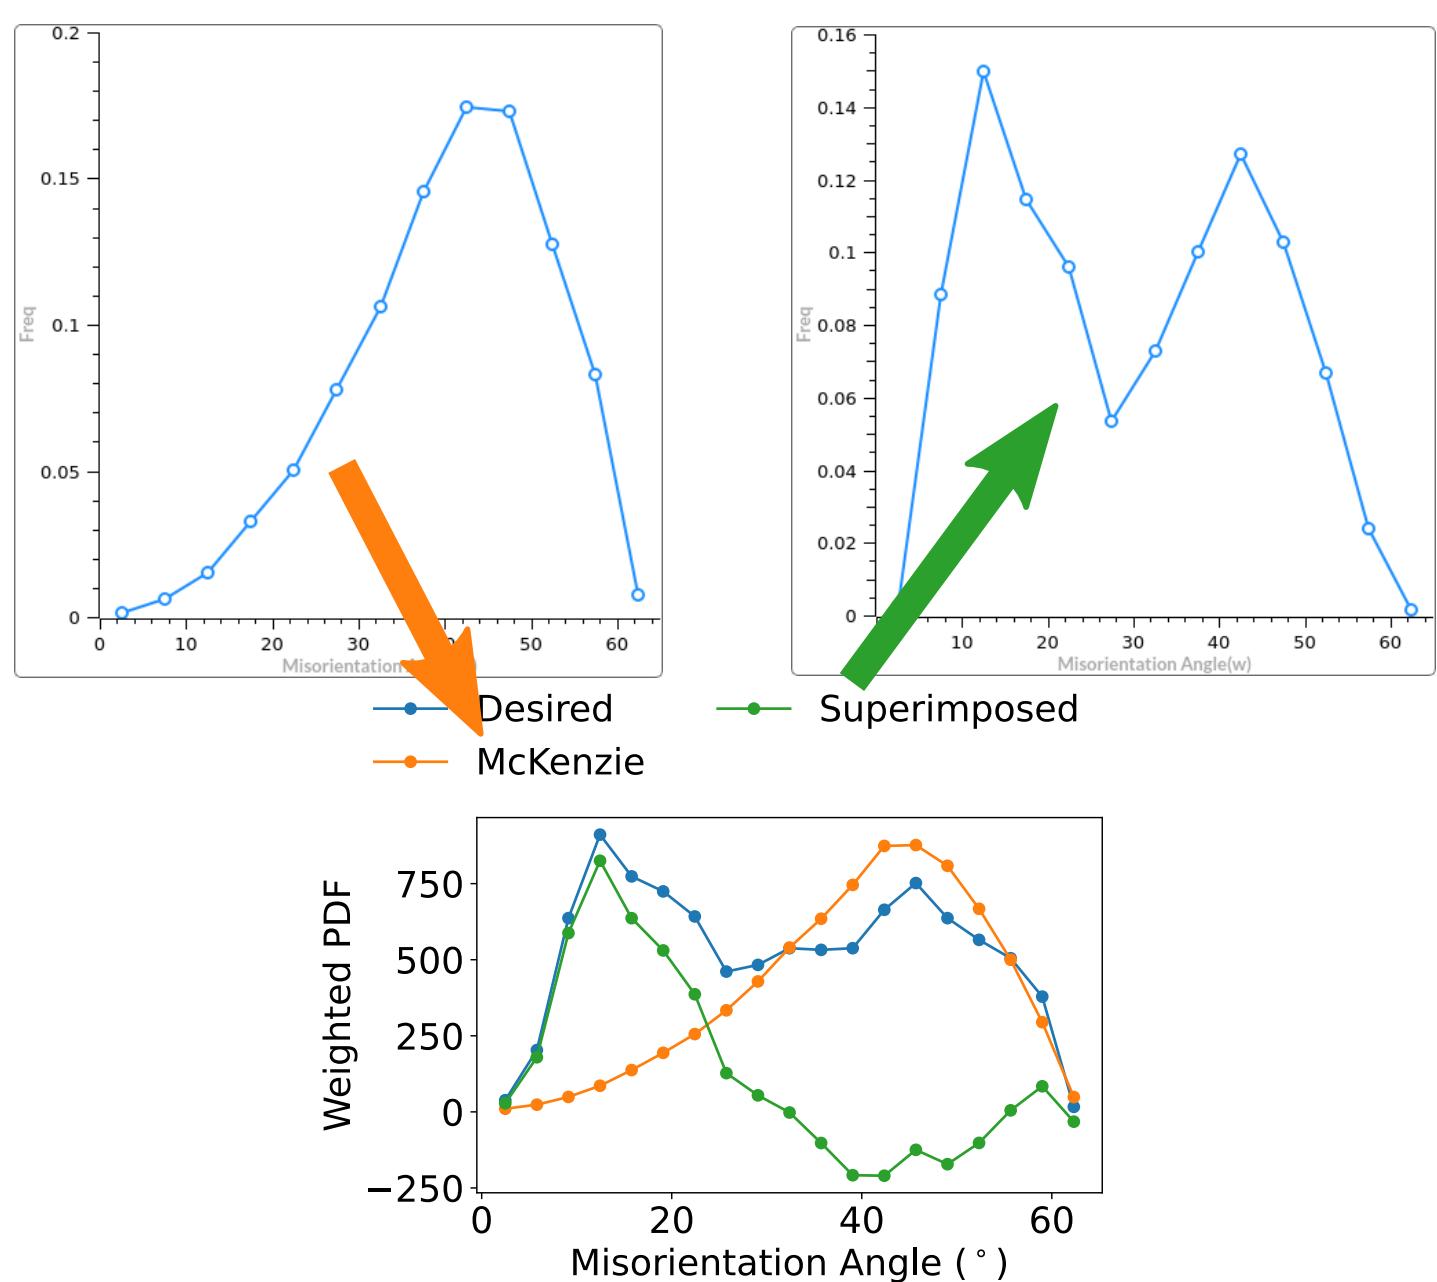 0.2
0.15
0.1
0.05
0
Freq
0 10 20 30 50 60
Misorientation
0.16
0.14
0.12
0.1
0.08
0.06
0.04
0.02
0
Freq
10 20 30 40 50 60
Misorientation Angle(w)
Desired
McKenzie
Superimposed
750
500
250
0
−250
Weighted PDF
0 20 40 60
Misorientation Angle (°)